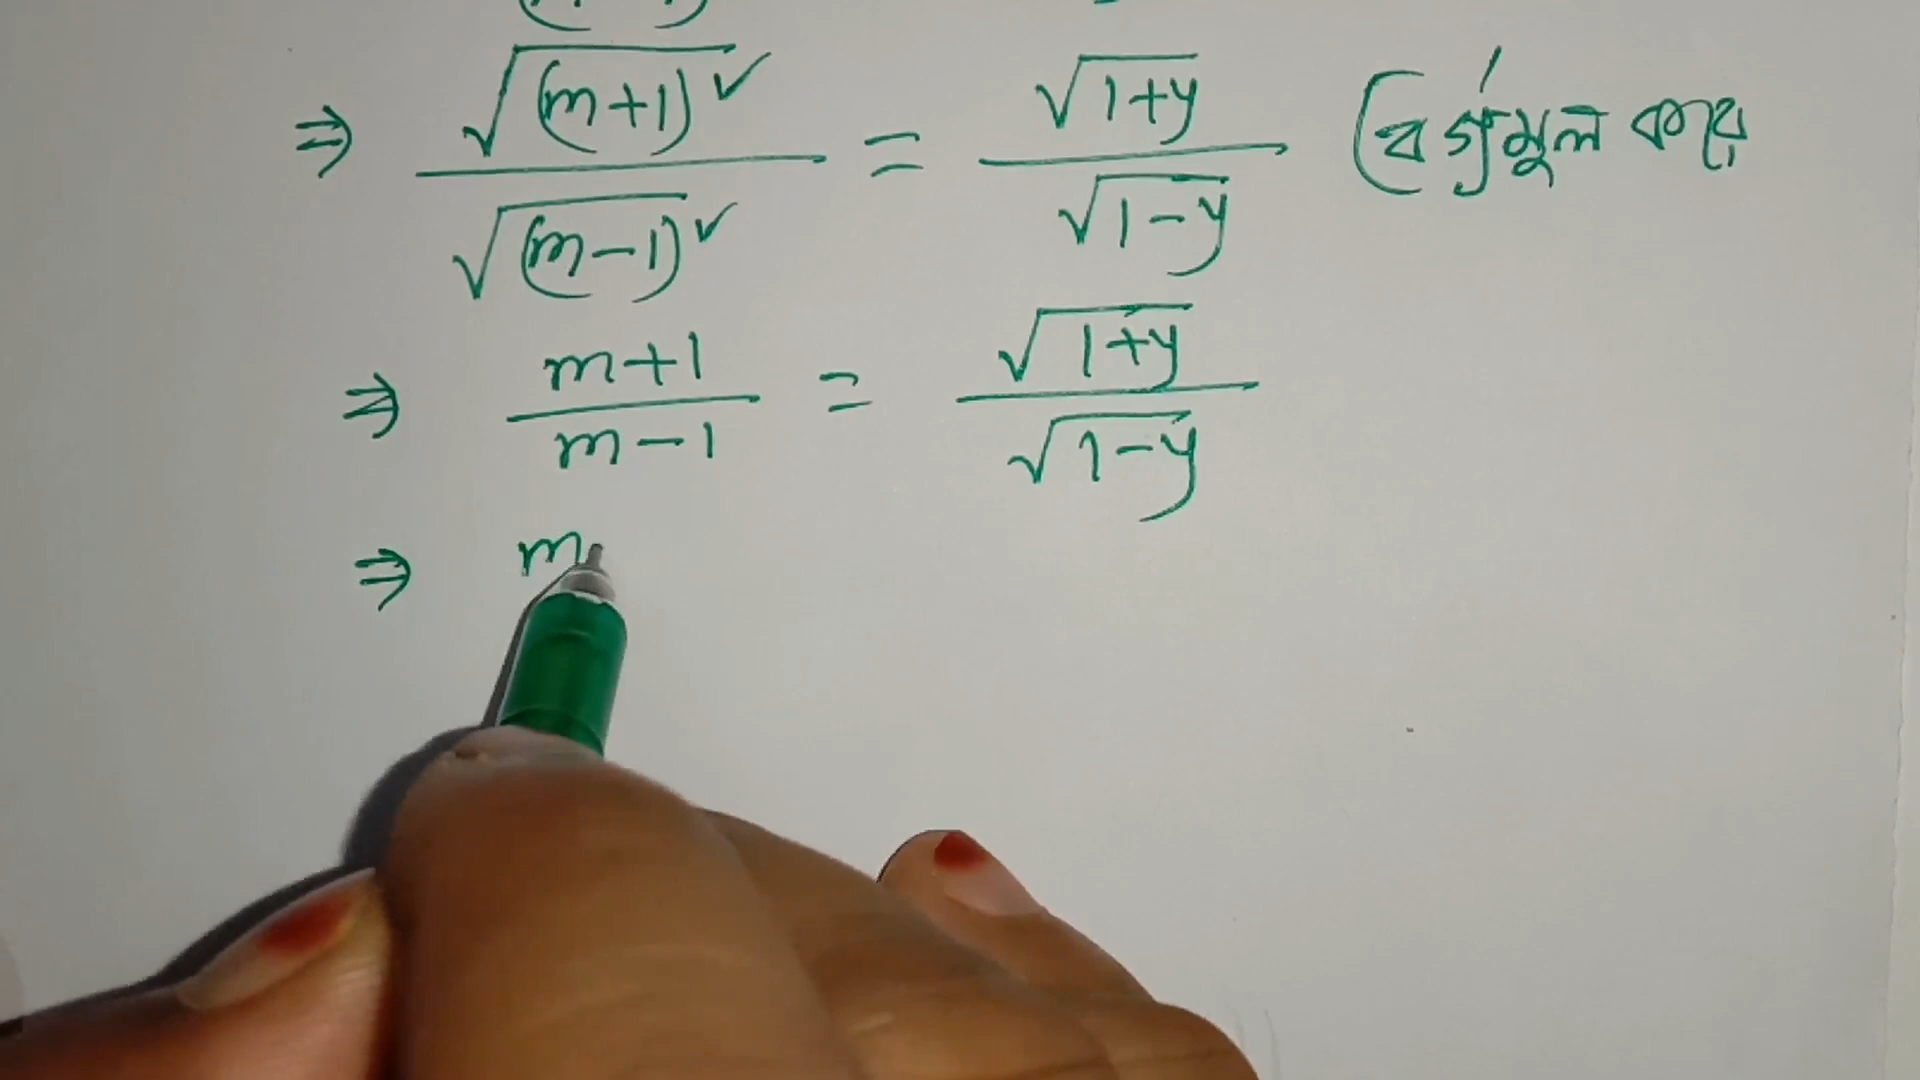 ⇒ √(m+1)² / √(m-1)² = √1+y / √1-y (বর্গমূল করে
⇒ m+1 / m-1 = √1+y / √1-y
⇒ m